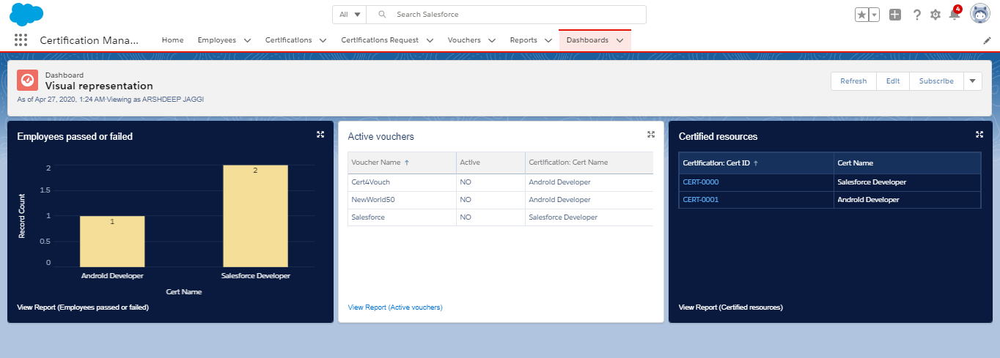 All
Search Salesforce
4
Certification Mana...
Home
Employees
Certifications
Certifications Request
Vouchers
Reports
Dashboards
Dashboard
Visual representation
As of Apr 27, 2020, 1:24 AM·Viewing as ARSHDEEP JAGGI
Refresh
Edit
Subscribe
Employees passed or failed
Record Count
2
1.5
1
0.5
0
1
2
Android Developer
Salesforce Developer
Cert Name
View Report (Employees passed or failed)
Active vouchers
Voucher Name ↑ Active Certification: Cert Name
Cert4Vouch NO Android Developer
NewWorld50 NO Android Developer
Salesforce NO Salesforce Developer
View Report (Active vouchers)
Certified resources
Certification: Cert ID ↑ Cert Name
CERT-0000 Salesforce Developer
CERT-0001 Android Developer
View Report (Certified resources)